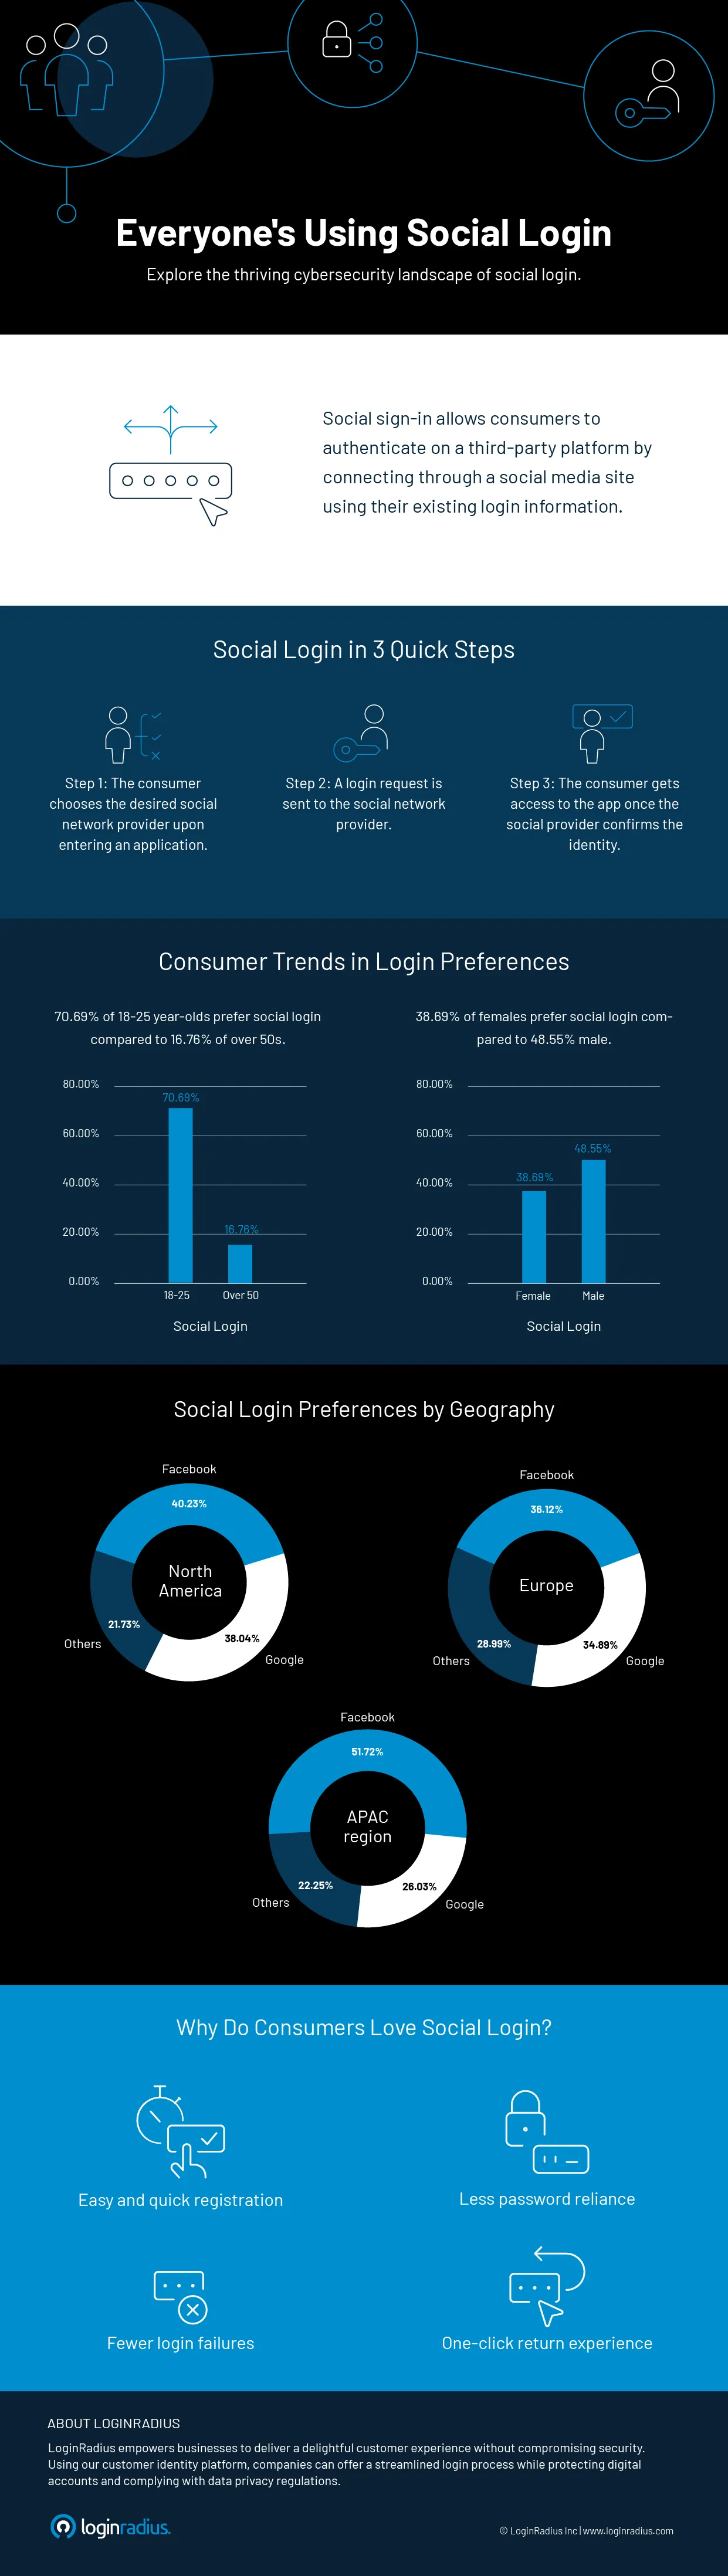 Everyone's Using Social Login
Explore the thriving cybersecurity landscape of social login.
Social sign-in allows consumers to
authenticate on a third-party platform by
connecting through a social media site
using their existing login information.
Social Login in 3 Quick Steps
Step 1: The consumer
chooses the desired social
network provider upon
entering an application.
Step 2: A login request is
sent to the social network
provider.
Step 3: The consumer gets
access to the app once the
social provider confirms the
identity.
Consumer Trends in Login Preferences
70.69% of 18-25 year-olds prefer social login
compared to 16.76% of over 50s.
80.00%
70.69%
60.00%
40.00%
20.00%
16.76%
0.00%
18-25
Over 50
Social Login
38.69% of females prefer social login com-
pared to 48.55% male.
80.00%
60.00%
48.55%
40.00%
38.69%
20.00%
0.00%
Female
Male
Social Login
Social Login Preferences by Geography
Facebook
40.23%
North
America
21.73%
Others
38.04%
Google
Facebook
36.12%
Europe
28.99%
Others
34.89%
Google
Facebook
51.72%
APAC
region
22.25%
Others
26.03%
Google
Why Do Consumers Love Social Login?
Easy and quick registration
Less password reliance
Fewer login failures
One-click return experience
ABOUT LOGINRADIUS
LoginRadius empowers businesses to deliver a delightful customer experience without compromising security.
Using our customer identity platform, companies can offer a streamlined login process while protecting digital
accounts and complying with data privacy regulations.
loginradius.
© LoginRadius Inc | www.loginradius.com